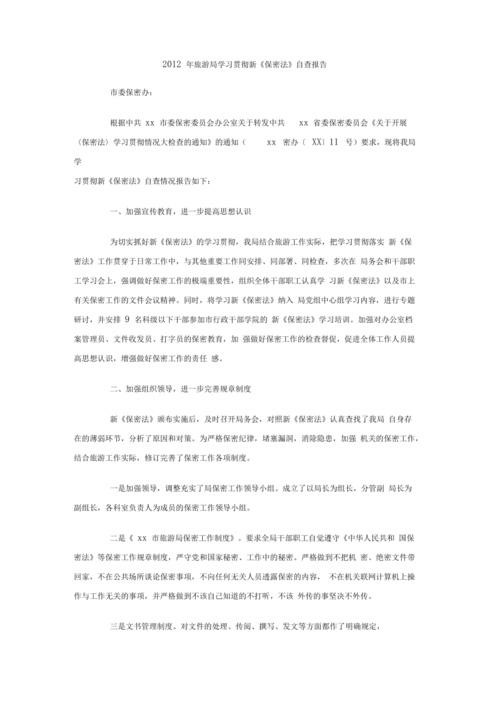 2012 年旅游局学习贯彻新《保密法》自查报告
市委保密办：
根据中共 xx 市委保密委员会办公室关于转发中共 xx 省委保密委员会《关于开展
〈保密法〉学习贯彻情况大检查的通知》的通知（ xx 密办〔 XX〕11 号）要求，现将我局
学
习贯彻新《保密法》自查情况报告如下：
一、加强宣传教育，进一步提高思想认识
为切实抓好新《保密法》的学习贯彻，我局结合旅游工作实际，把学习贯彻落实 新《保
密法》工作贯穿于日常工作中，与其他重要工作同安排、同部署、同检查，多次在 局务会和干部职
工学习会上，强调做好保密工作的极端重要性，组织全体干部职工认真学 习新《保密法》以及市上
有关保密工作的文件会议精神。同时，将学习新《保密法》纳入 局党组中心组学习内容，进行专题
研讨，并安排 9 名科级以下干部参加市行政干部学院的 新《保密法》学习培训。加强对办公室档
案管理员、文件收发员、打字员的保密教育，加 强做好保密工作的检查督促，促进全体工作人员提
高思想认识，增强做好保密工作的责任 感。
二、加强组织领导，进一步完善规章制度
新《保密法》颁布实施后，及时召开局务会，对照新《保密法》认真查找了我局 自身存
在的薄弱环节，分析了原因和对策。为严格保密纪律，堵塞漏洞，消除隐患，加强 机关的保密工作，
结合旅游工作实际，修订完善了保密工作各项制度。
一是加强领导，调整充实了局保密工作领导小组。成立了以局长为组长，分管副 局长为
副组长，各科室负责人为成员的保密工作领导小组。
二是《 xx 市旅游局保密工作制度》。要求全局干部职工自觉遵守《中华人民共和 国保
密法》等保密工作规章制度，严守党和国家秘密、工作中的秘密。严格做到不把机 密、绝密文件带
回家，不在公共场所谈论保密事项，不向任何无关人员透露保密的内容， 不在机关联网计算机上操
作与工作无关的事项，并严格做到不该自己知道的不打听，不该 外传的事坚决不外传。
三是文书管理制度。对文件的处理、传阅、撰写、发文等方面都作了明确规定，